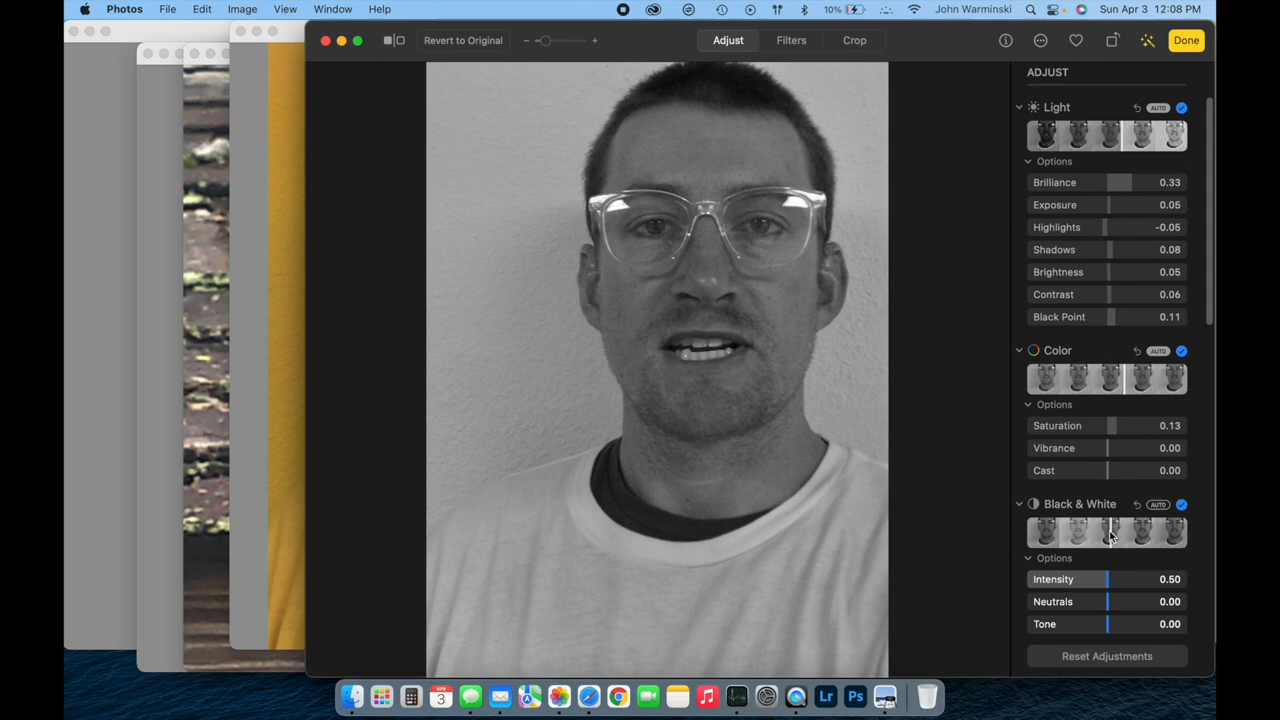 Photos File Edit Image View Window Help 10% John Warminski Sun Apr 3 12:08 PM
Revert to Original - + Adjust Filters Crop Done
ADJUST
Light AUTO
Options
Brilliance 0.33
Exposure 0.05
Highlights -0.05
Shadows 0.08
Brightness 0.05
Contrast 0.06
Black Point 0.11
Color AUTO
Options
Saturation 0.13
Vibrance 0.00
Cast 0.00
Black & White AUTO
Options
Intensity 0.50
Neutrals 0.00
Tone 0.00
Reset Adjustments
APR
3 Lr Ps